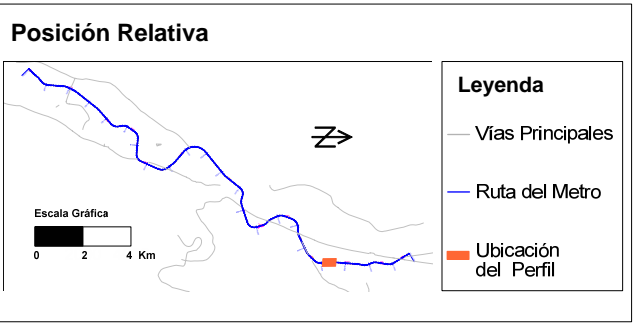 Posición Relativa
Leyenda
Vías Principales
Ruta del Metro
Ubicación
del Perfil
Z
Escala Gráfica
0 2 4 Km